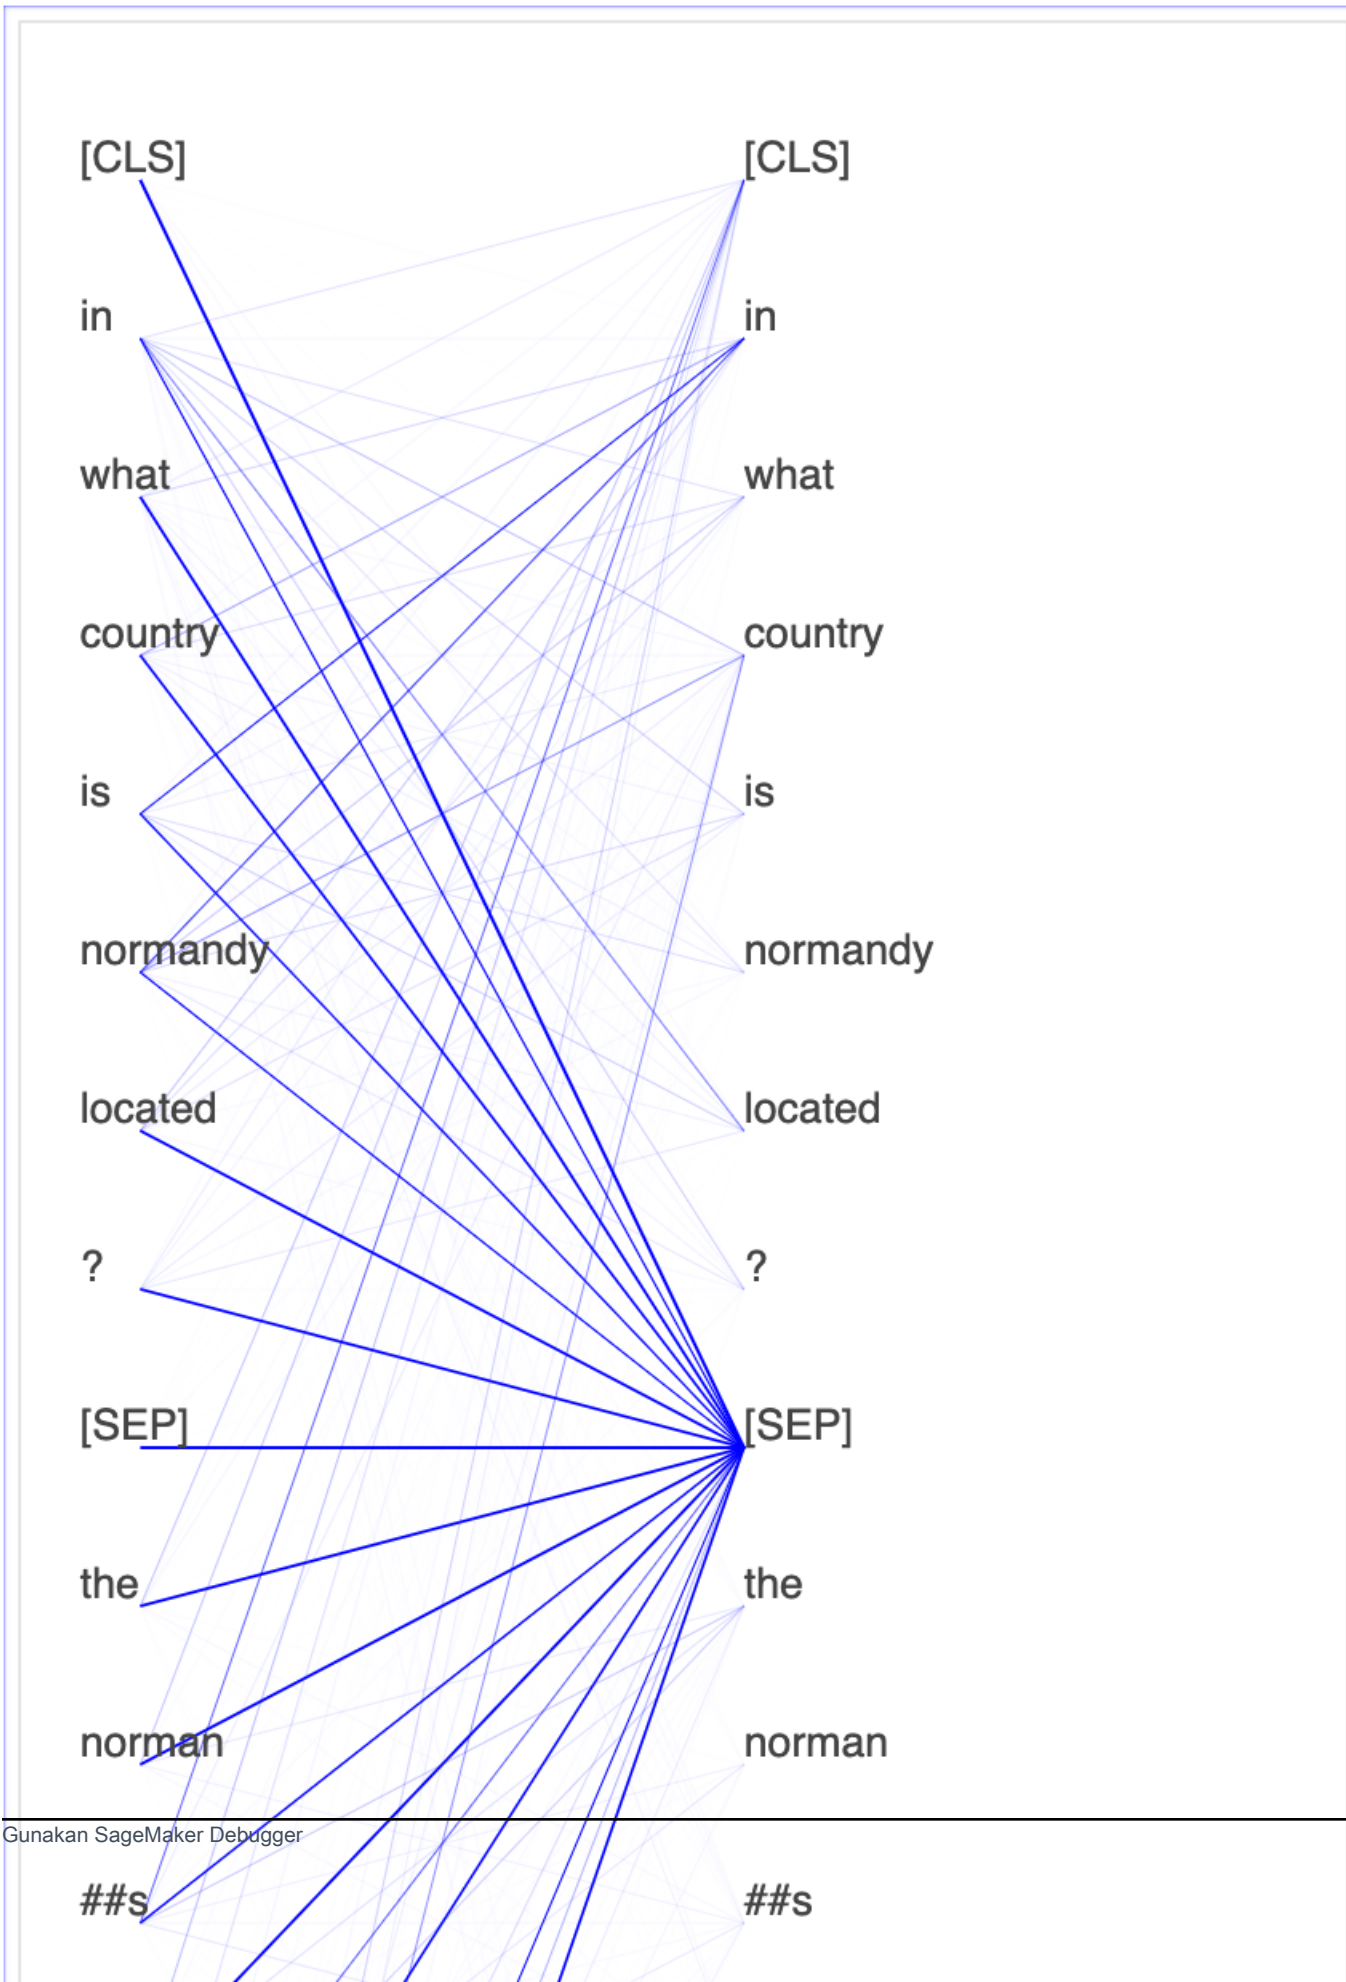 [CLS] [CLS]
in in
what what
country country
is is
normandy normandy
located located
? ?
[SEP] [SEP]
the the
norman norman
Gunakan SageMaker Debugger
##s ##s